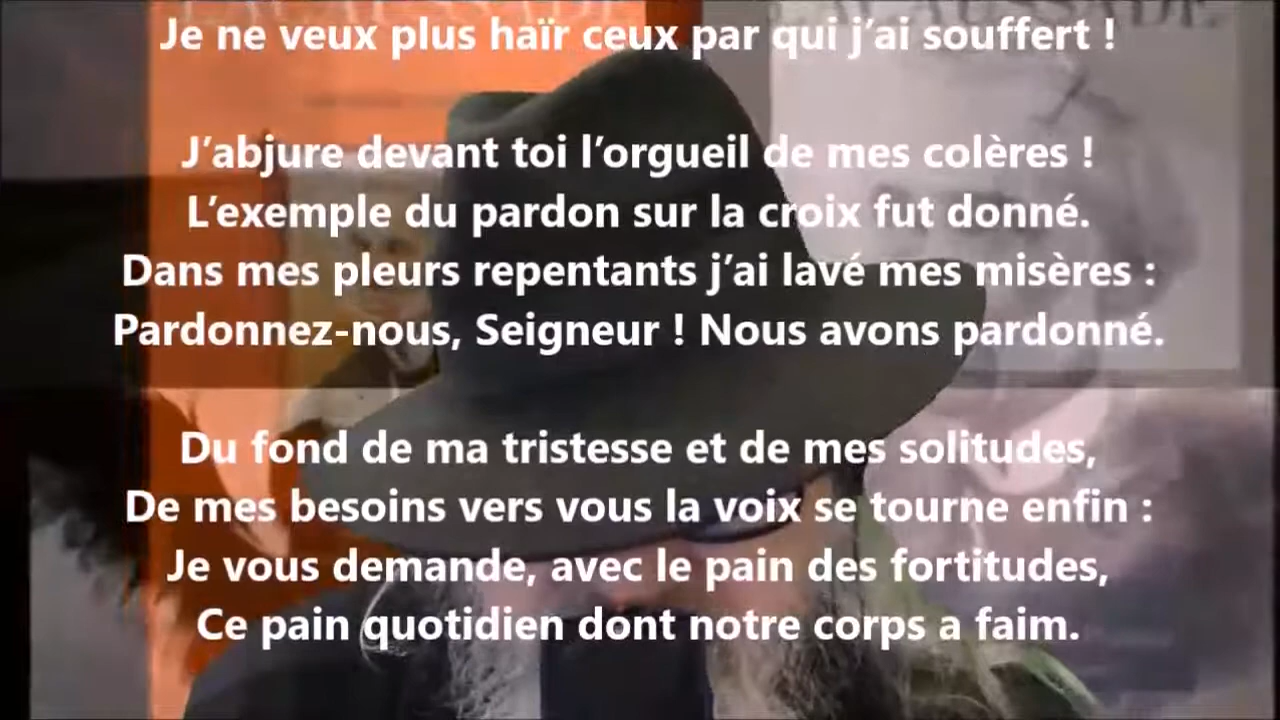 Je ne veux plus haïr ceux par qui j’ai souffert !
J’abjure devant toi l’orgueil de mes colères !
L’exemple du pardon sur la croix fut donné.
Dans mes pleurs repentants j’ai lavé mes misères :
Pardonnez-nous, Seigneur ! Nous avons pardonné.
Du fond de ma tristesse et de mes solitudes,
De mes besoins vers vous la voix se tourne enfin :
Je vous demande, avec le pain des fortitudes,
Ce pain quotidien dont notre corps a faim.